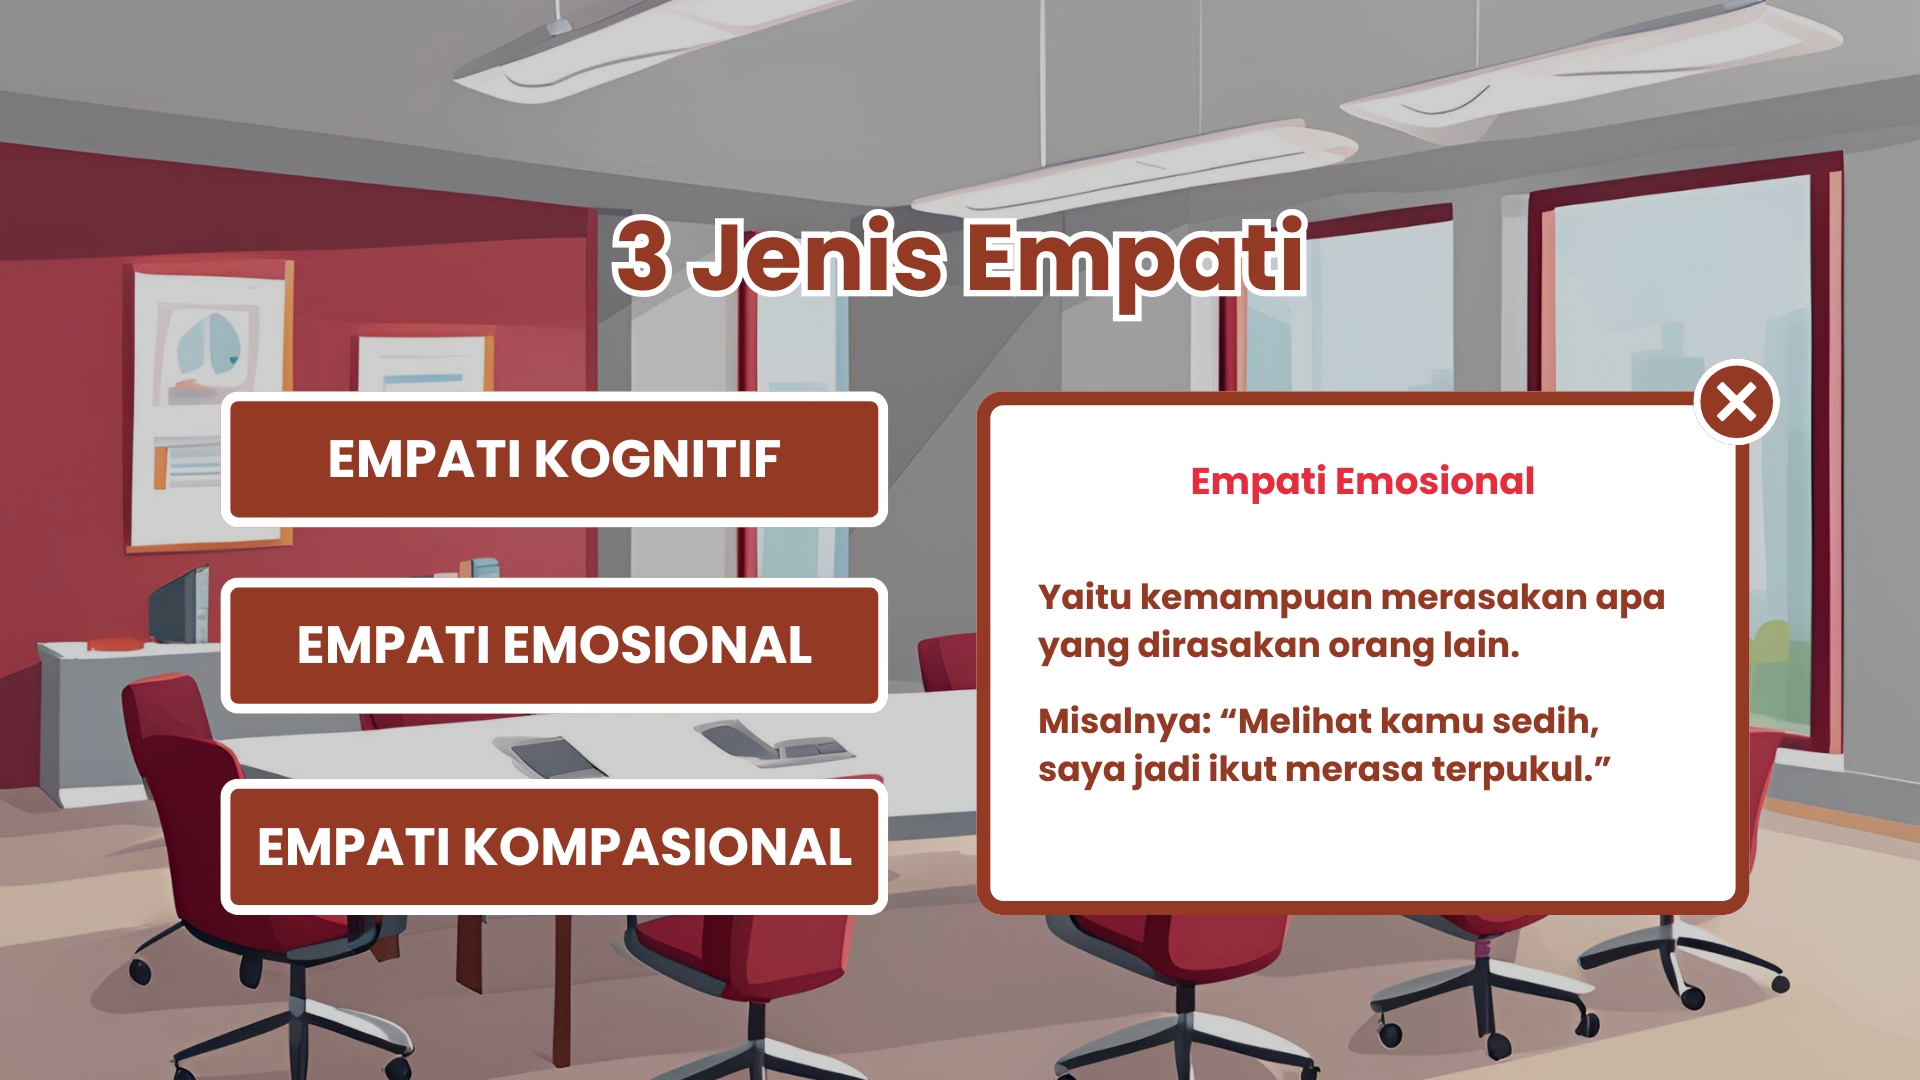 3 Jenis Empati
EMPATI KOGNITIF
EMPATI EMOSIONAL
EMPATI KOMPASIONAL
Empati Emosional
Yaitu kemampuan merasakan apa
yang dirasakan orang lain.
Misalnya: “Melihat kamu sedih,
saya jadi ikut merasa terpukul.”